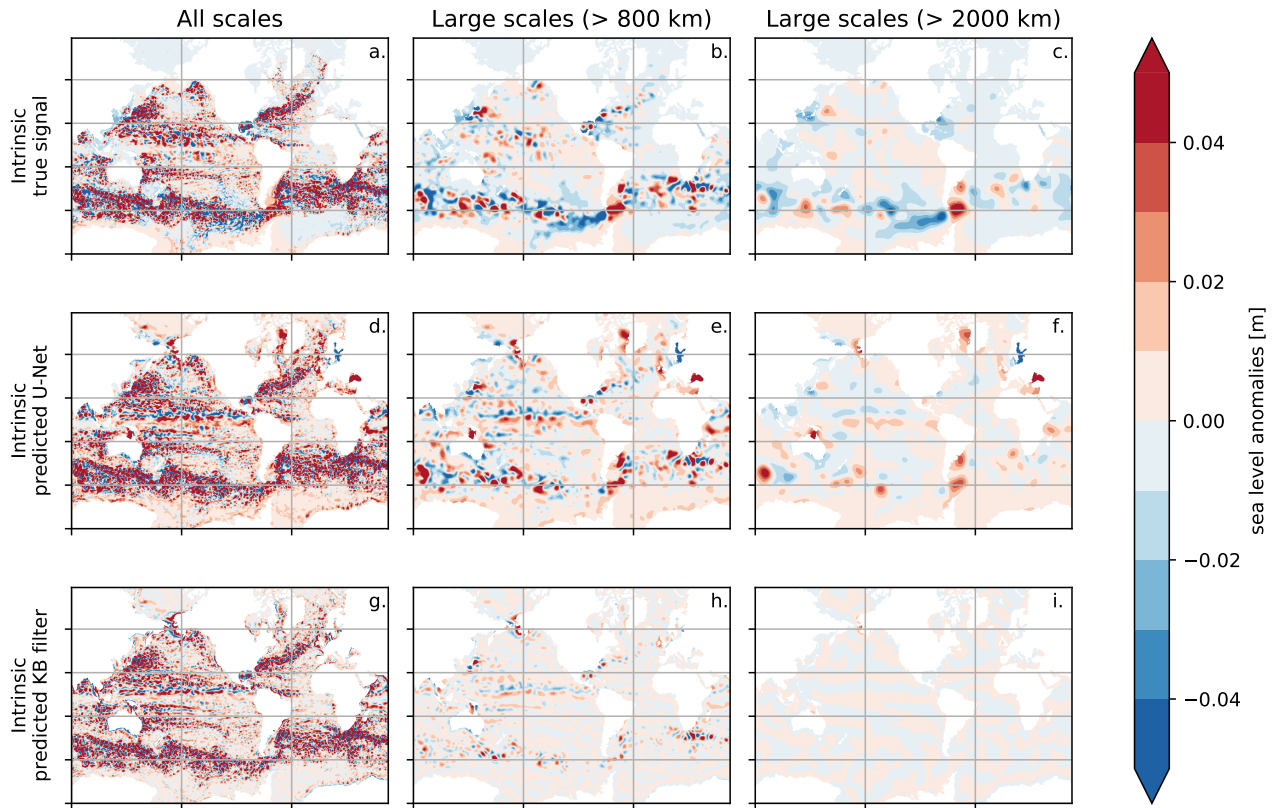 All scales
Large scales (> 800 km)
Large scales (> 2000 km)
Intrinsic
true signal
a.
b.
c.
Intrinsic
predicted U-Net
d.
e.
f.
Intrinsic
predicted KB filter
g.
h.
i.
0.04
0.02
0.00
−0.02
−0.04
sea level anomalies [m]